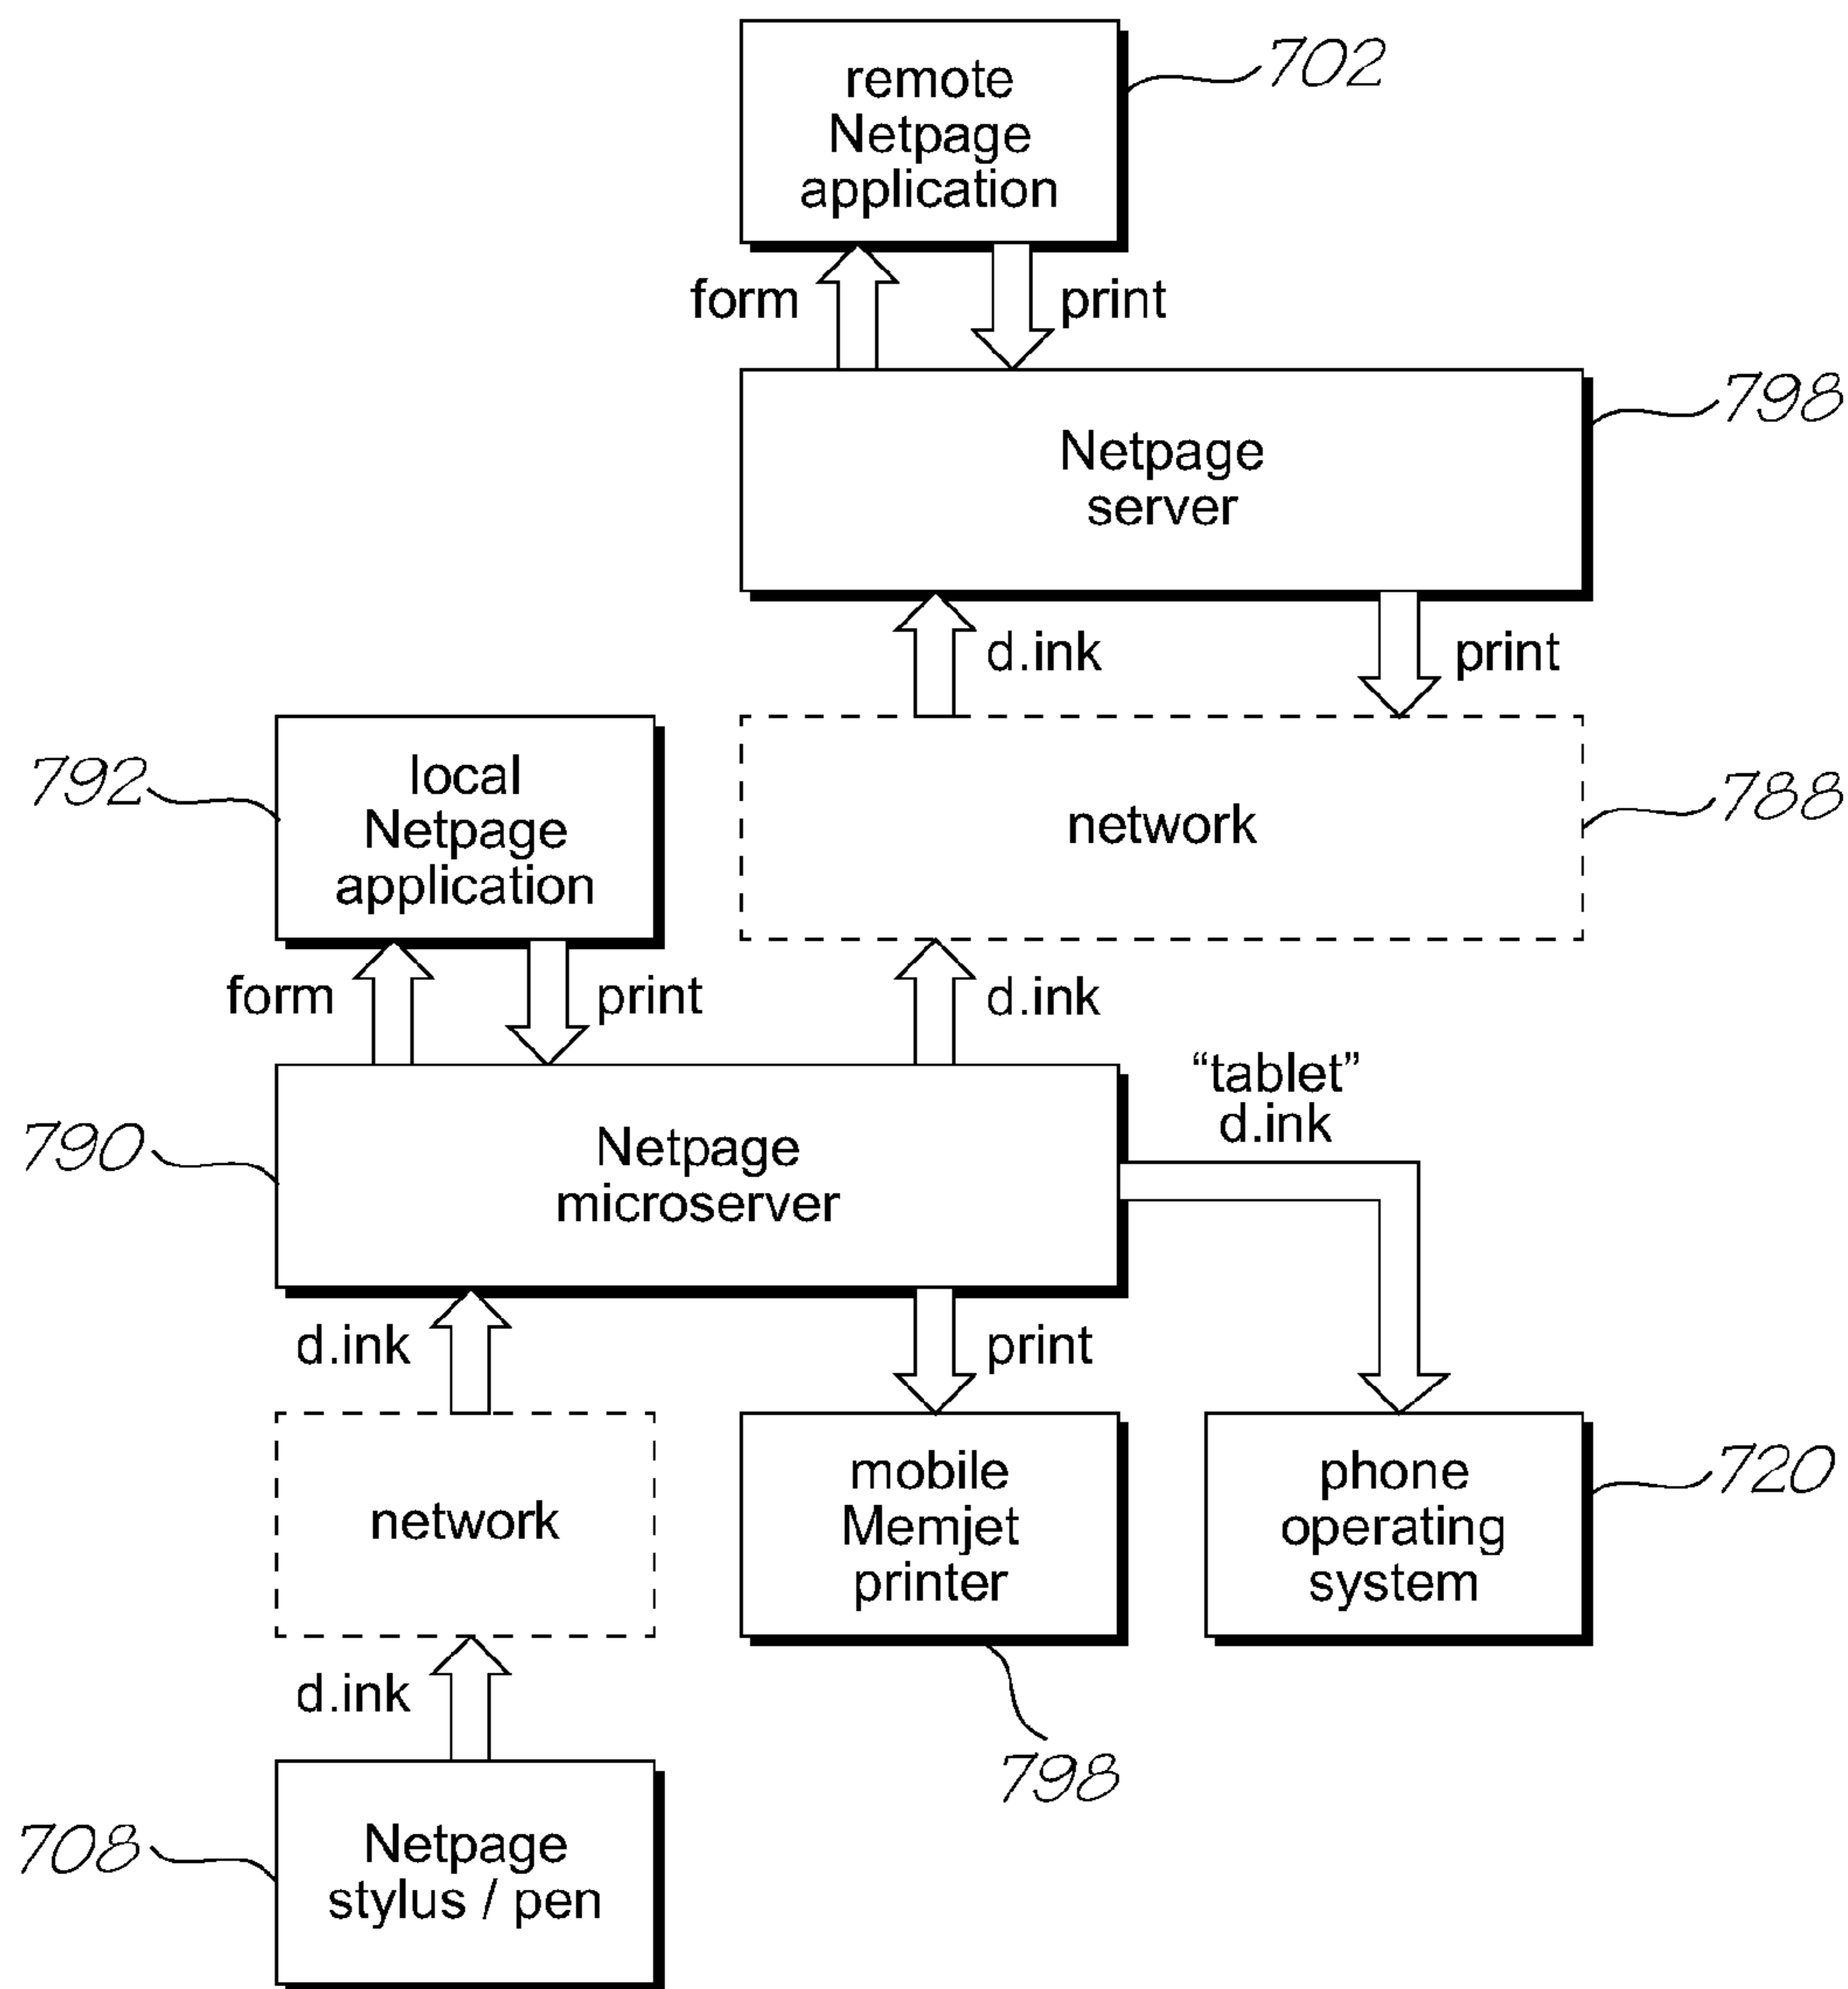 remote
Netpage
application
702
form
print
Netpage
server
798
d.ink
print
local
Netpage
application
792
network
788
form
print
d.ink
"tablet"
d.ink
Netpage
microserver
790
d.ink
print
network
mobile
Memjet
printer
798
phone
operating
system
720
d.ink
Netpage
stylus / pen
708